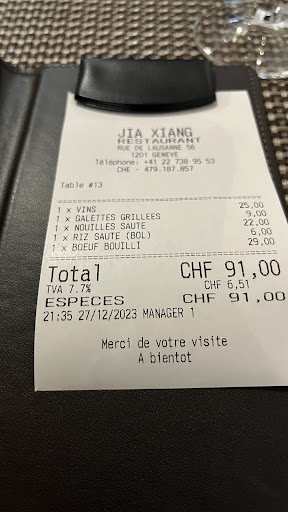 JIA XIANG
RESTAURANT
RUE DE LAUSANNE 56
1201 GENEVE
Téléphone: +41 22 738 95 53
CHE - 479.187.857
Table #13
1 x VINS 25,00
1 x GALETTES GRILLEES 9,00
1 x NOUILLES SAUTE 22,00
1 x RIZ SAUTE (BOL) 6,00
1 x BOEUF BOUILLI 29,00
Total CHF 91,00
TVA 7.7% CHF 6,51
ESPECES CHF 91,00
21:35 27/12/2023 MANAGER 1
Merci de votre visite
A bientot